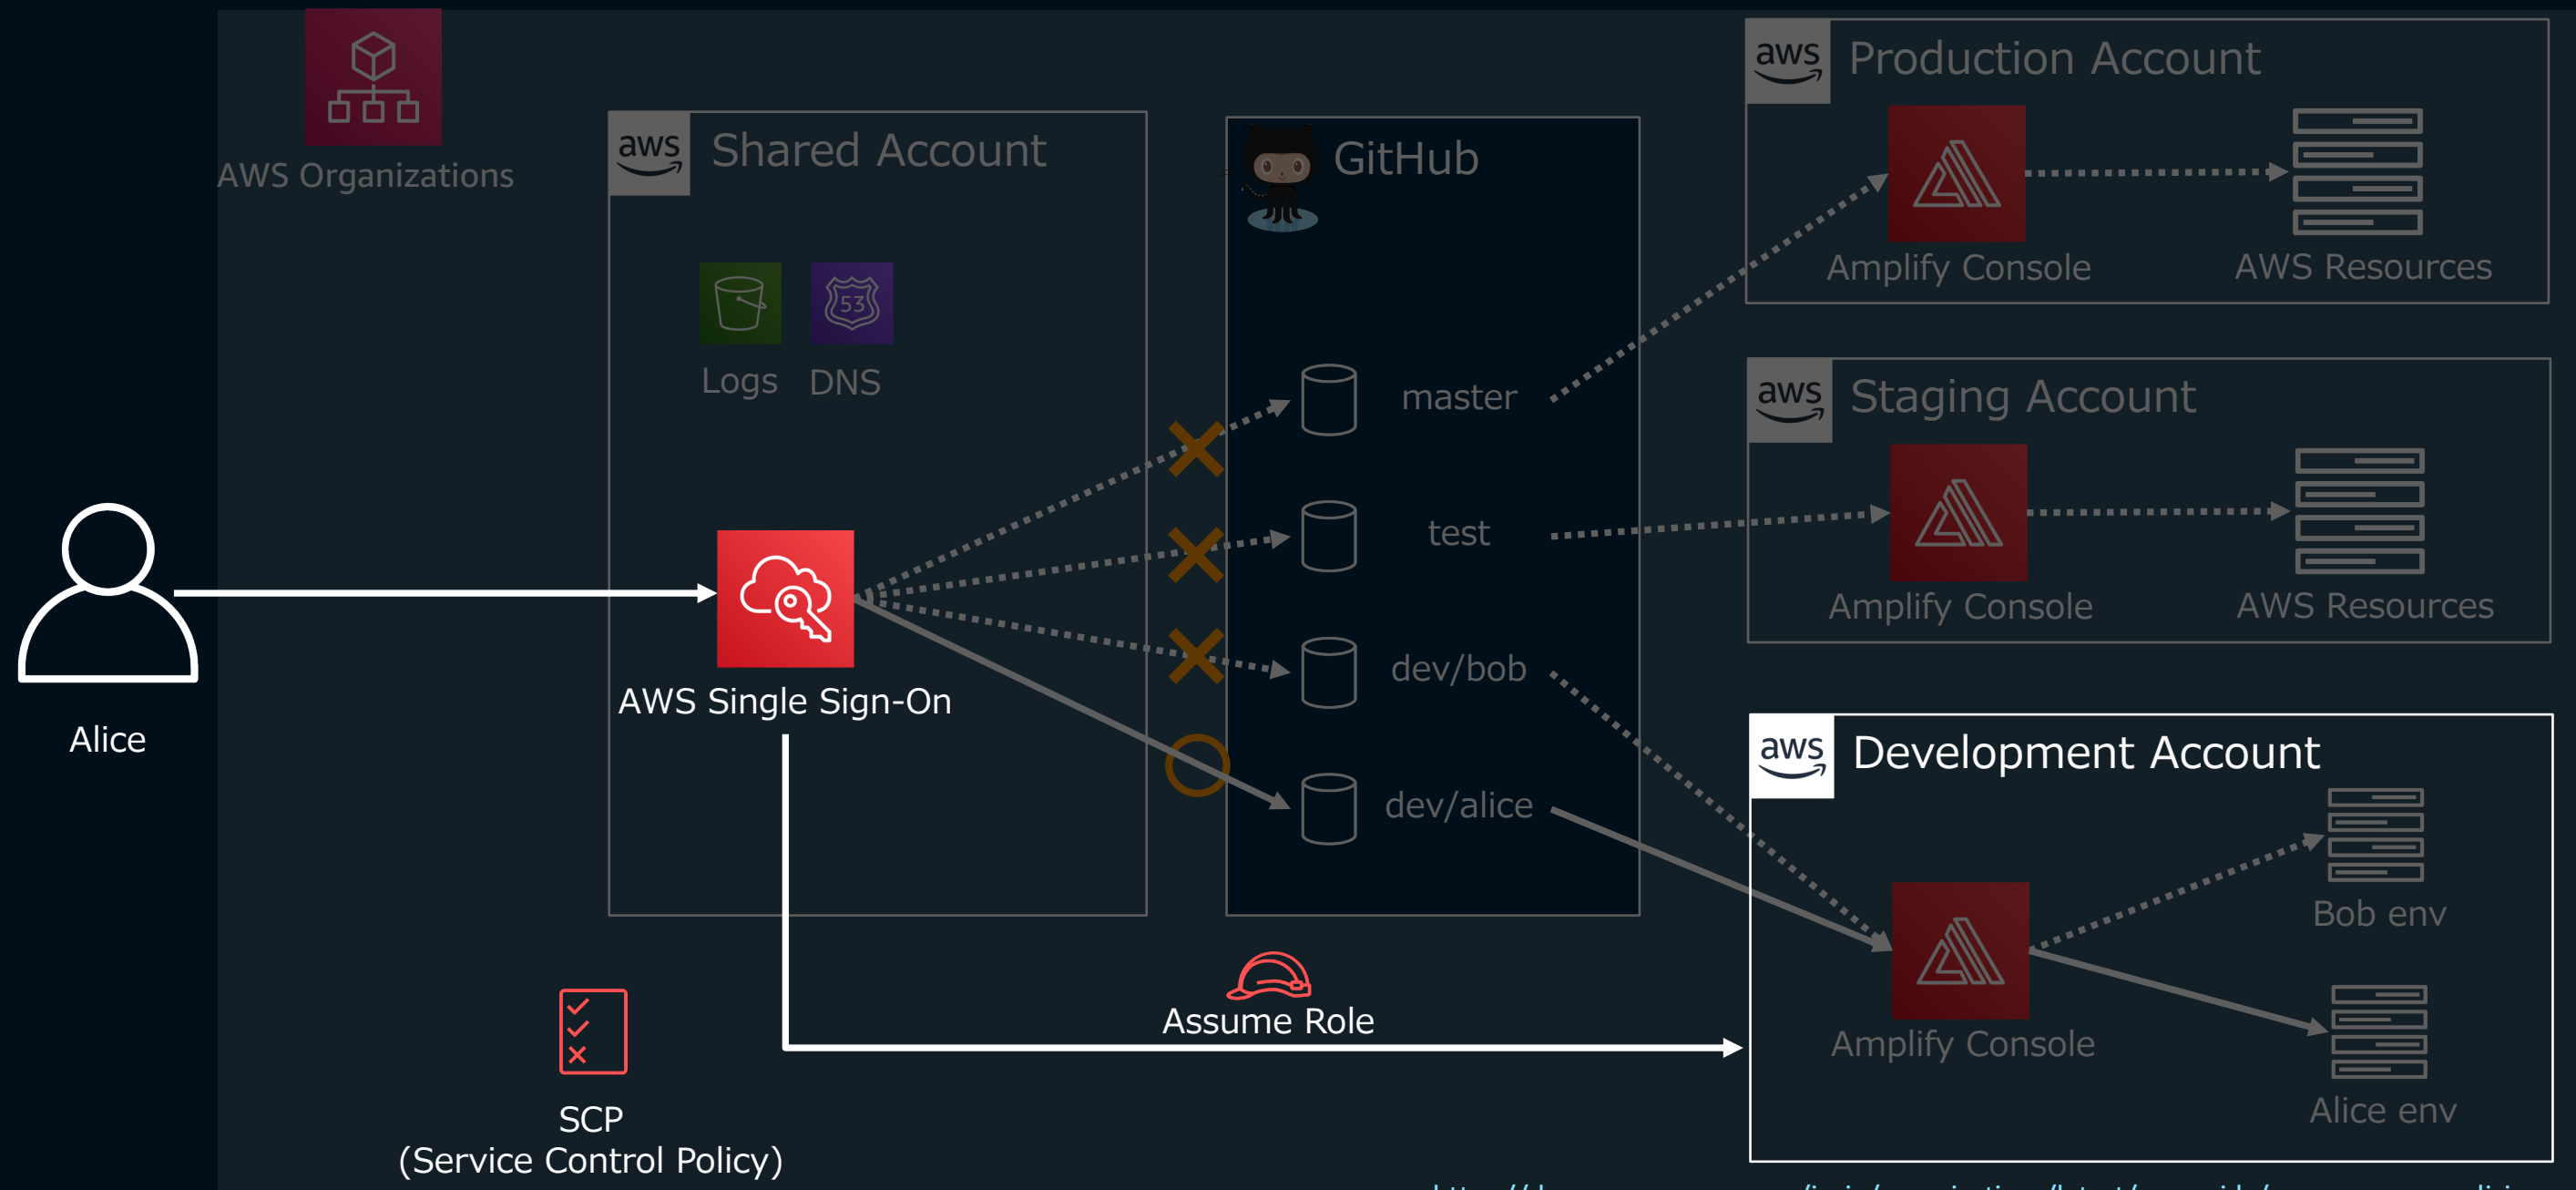 AWS Organizations
aws
Shared Account
Logs
DNS
53
AWS Single Sign-On
Alice
GitHub
master
test
dev/bob
dev/alice
Assume Role
SCP
(Service Control Policy)
aws
Production Account
Amplify Console
AWS Resources
aws
Staging Account
Amplify Console
AWS Resources
aws
Development Account
Bob env
Amplify Console
Alice env